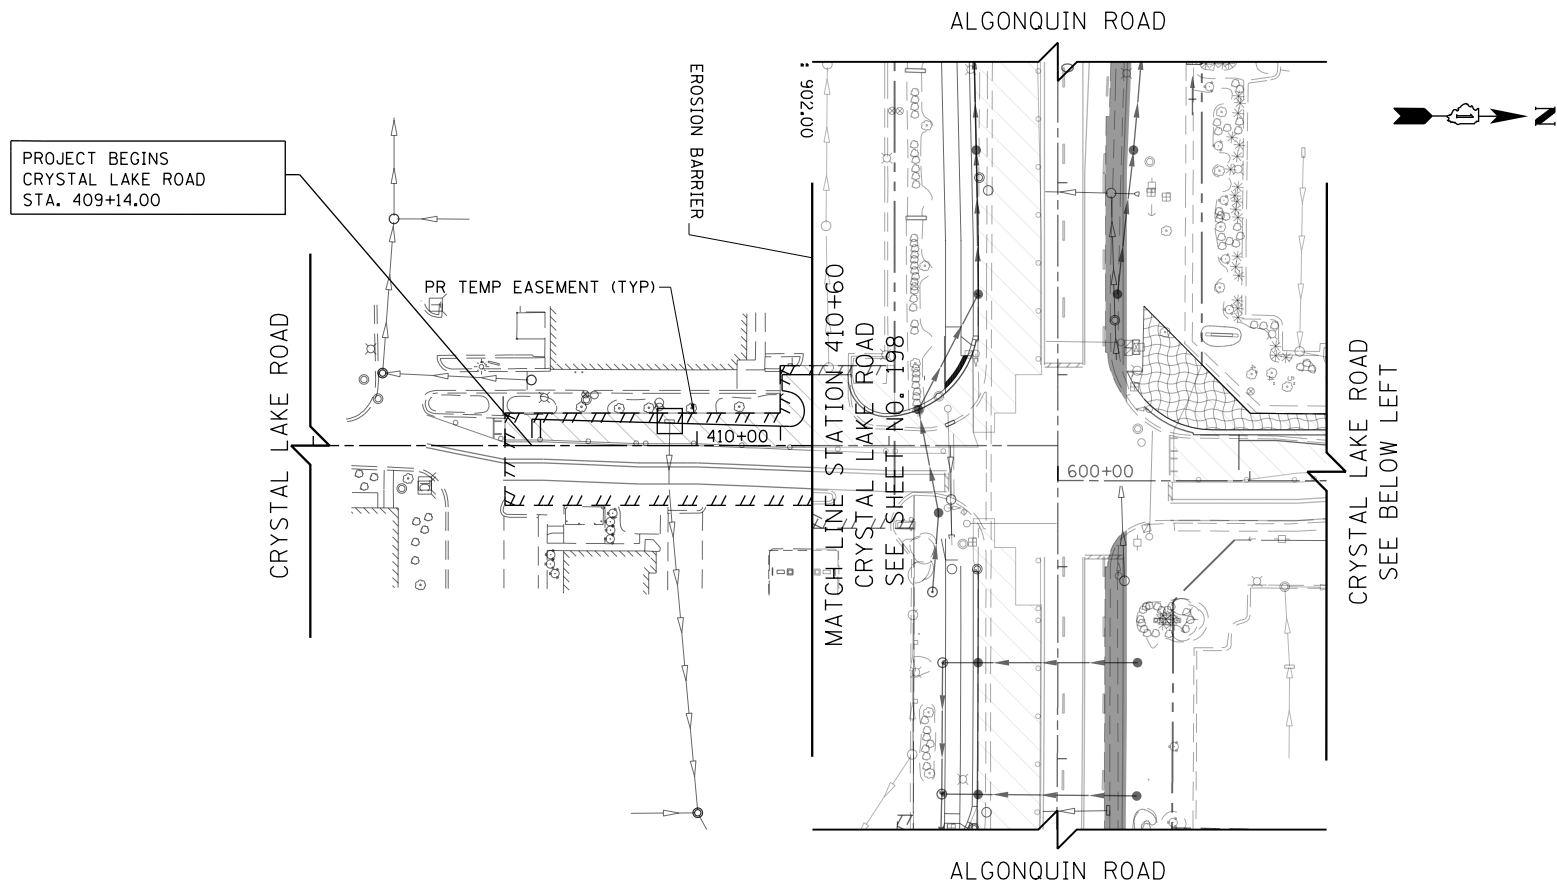 ALGONQUIN ROAD
N
PROJECT BEGINS
CRYSTAL LAKE ROAD
STA. 409+14.00
EROSION BARRIER
: 902.00
PR TEMP EASEMENT (TYP)
CRYSTAL LAKE ROAD
410+00
MATCH LINE STATION 410+60
CRYSTAL LAKE ROAD
SEE SHEET NO. 198
600+00
CRYSTAL LAKE ROAD
SEE BELOW LEFT
ALGONQUIN ROAD